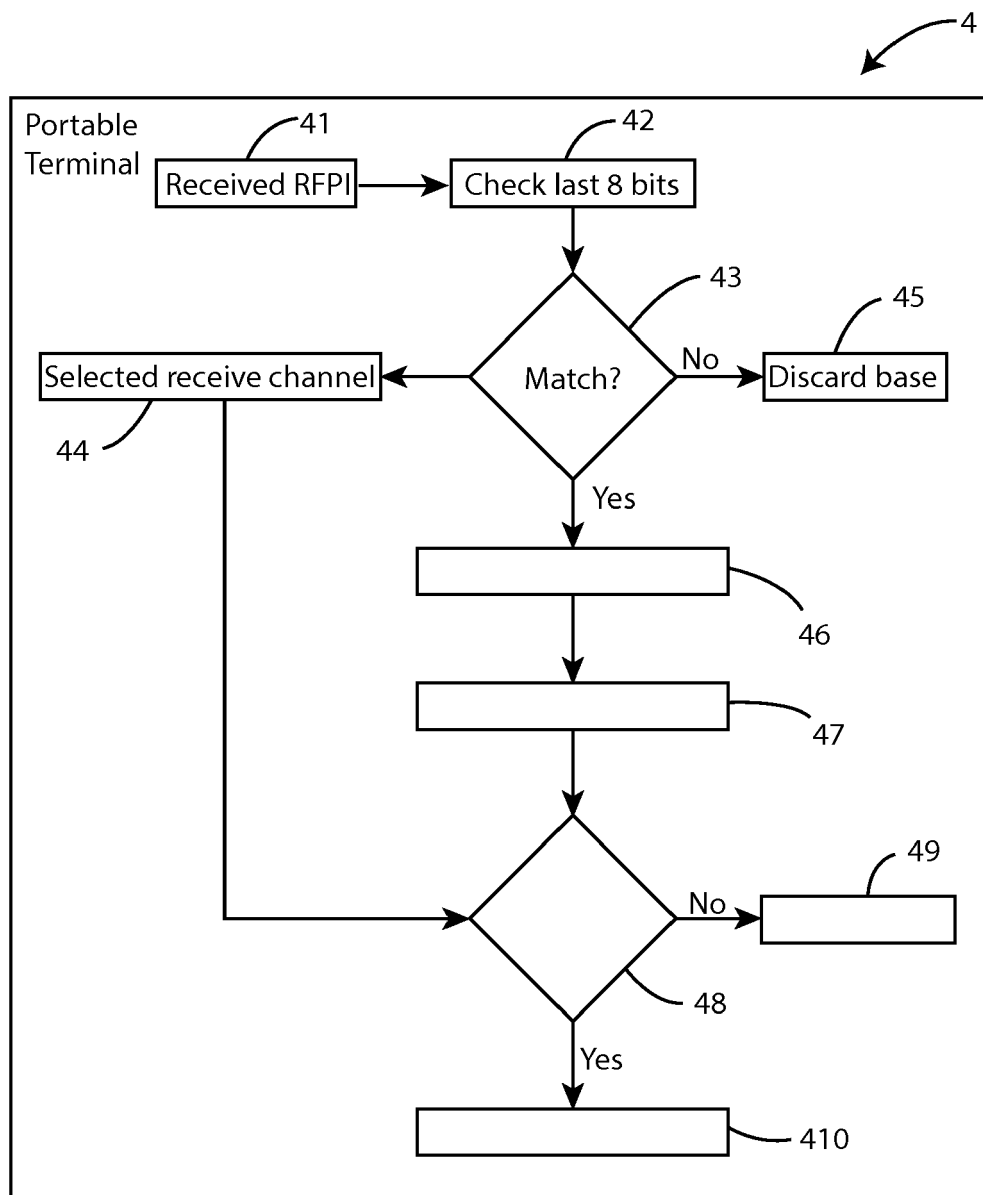 4
Portable
Terminal
41
42
Received RFPI
Check last 8 bits
43
45
Selected receive channel
Match?
No
Discard base
44
Yes
46
47
49
No
48
Yes
410